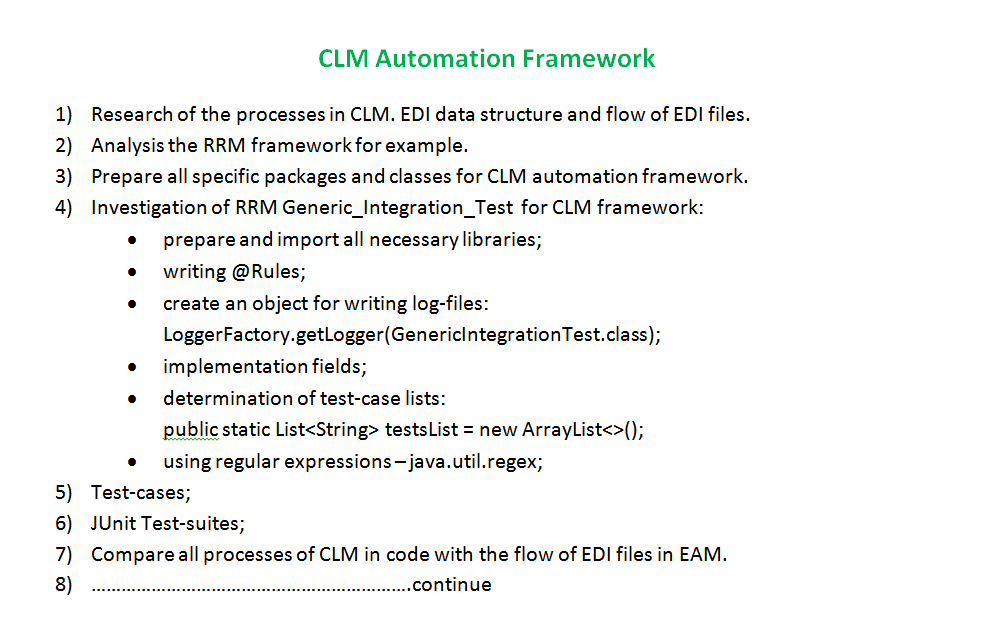 CLM Automation Framework
1) Research of the processes in CLM. EDI data structure and flow of EDI files.
2) Analysis the RRM framework for example.
3) Prepare all specific packages and classes for CLM automation framework.
4) Investigation of RRM Generic_Integration_Test for CLM framework:
• prepare and import all necessary libraries;
• writing @Rules;
• create an object for writing log-files:
LoggerFactory.getLogger(GenericIntegrationTest.class);
• implementation fields;
• determination of test-case lists:
public static List<String> testsList = new ArrayList<>();
• using regular expressions – java.util.regex;
5) Test-cases;
6) JUnit Test-suites;
7) Compare all processes of CLM in code with the flow of EDI files in EAM.
8) ……………………………………………………….continue